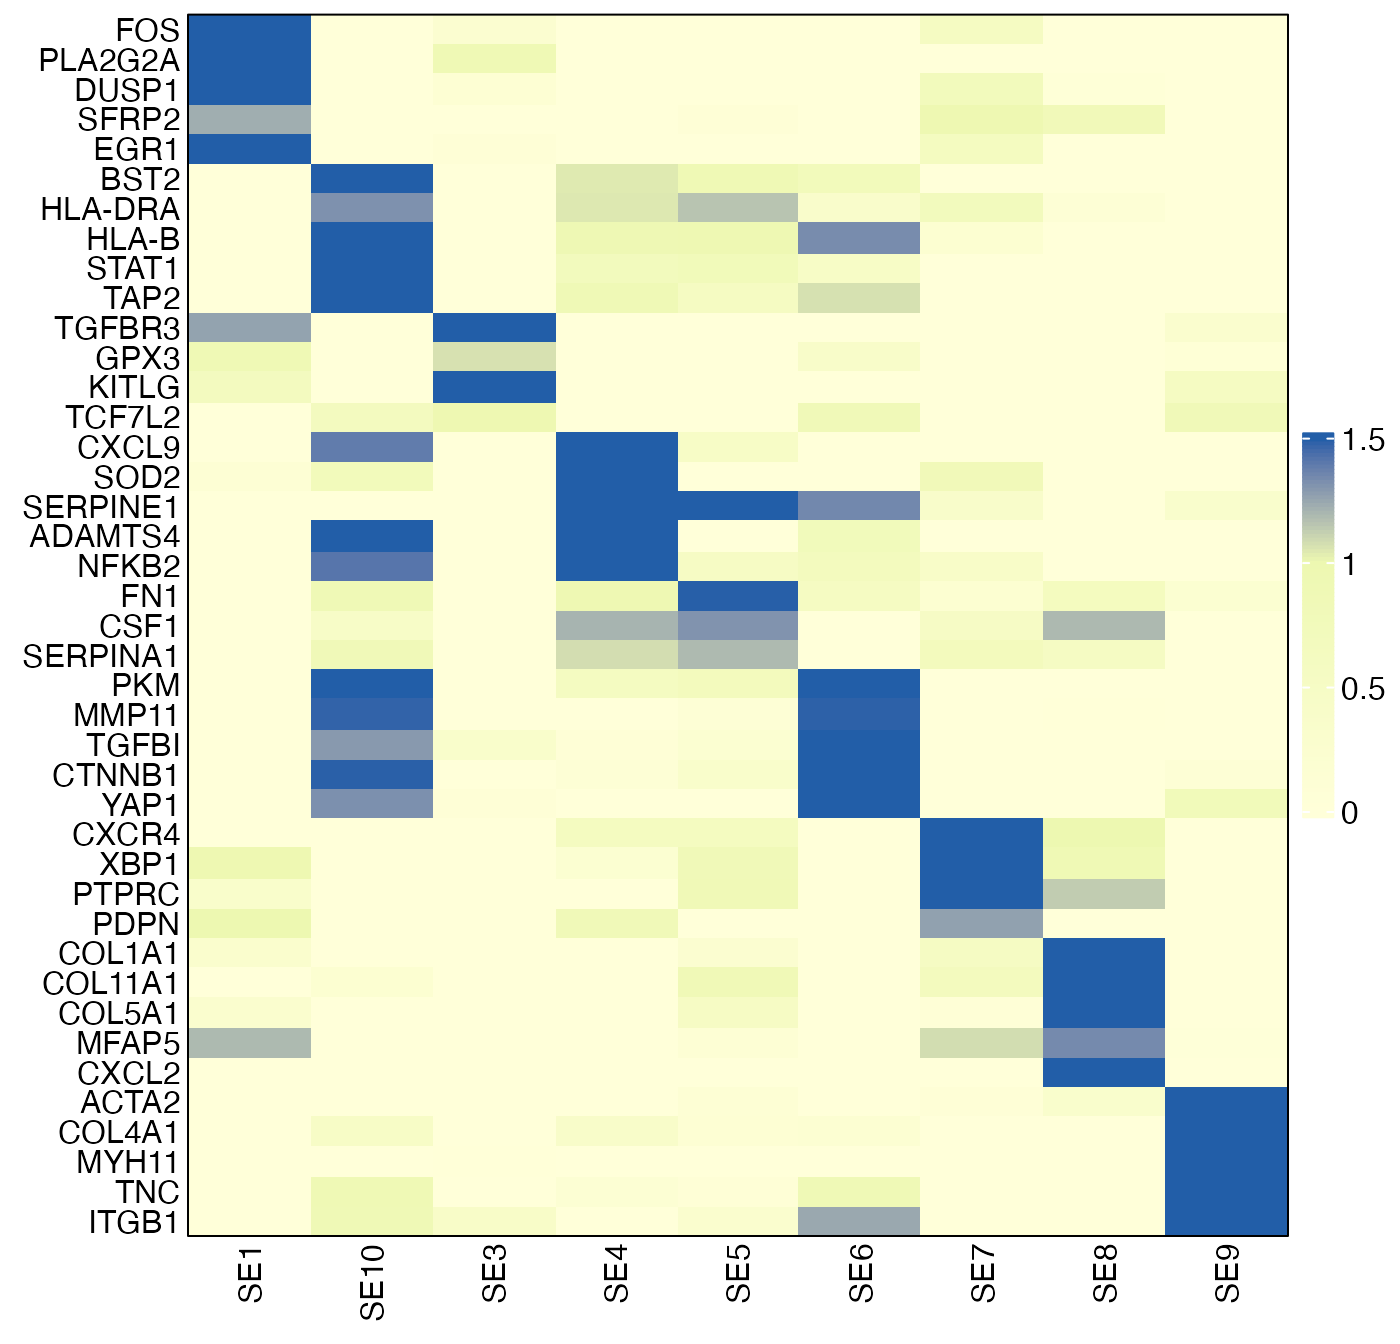 FOS
PLA2G2A
DUSP1
SFRP2
EGR1
BST2
HLA-DRA
HLA-B
STAT1
TAP2
TGFBR3
GPX3
KITLG
TCF7L2
CXCL9
SOD2
SERPINE1
ADAMTS4
NFKB2
FN1
CSF1
SERPINA1
PKM
MMP11
TGFBI
CTNNB1
YAP1
CXCR4
XBP1
PTPRC
PDPN
COL1A1
COL11A1
COL5A1
MFAP5
CXCL2
ACTA2
COL4A1
MYH11
TNC
ITGB1
SE1
SE10
SE3
SE4
SE5
SE6
SE7
SE8
SE9
1.5
1
0.5
0